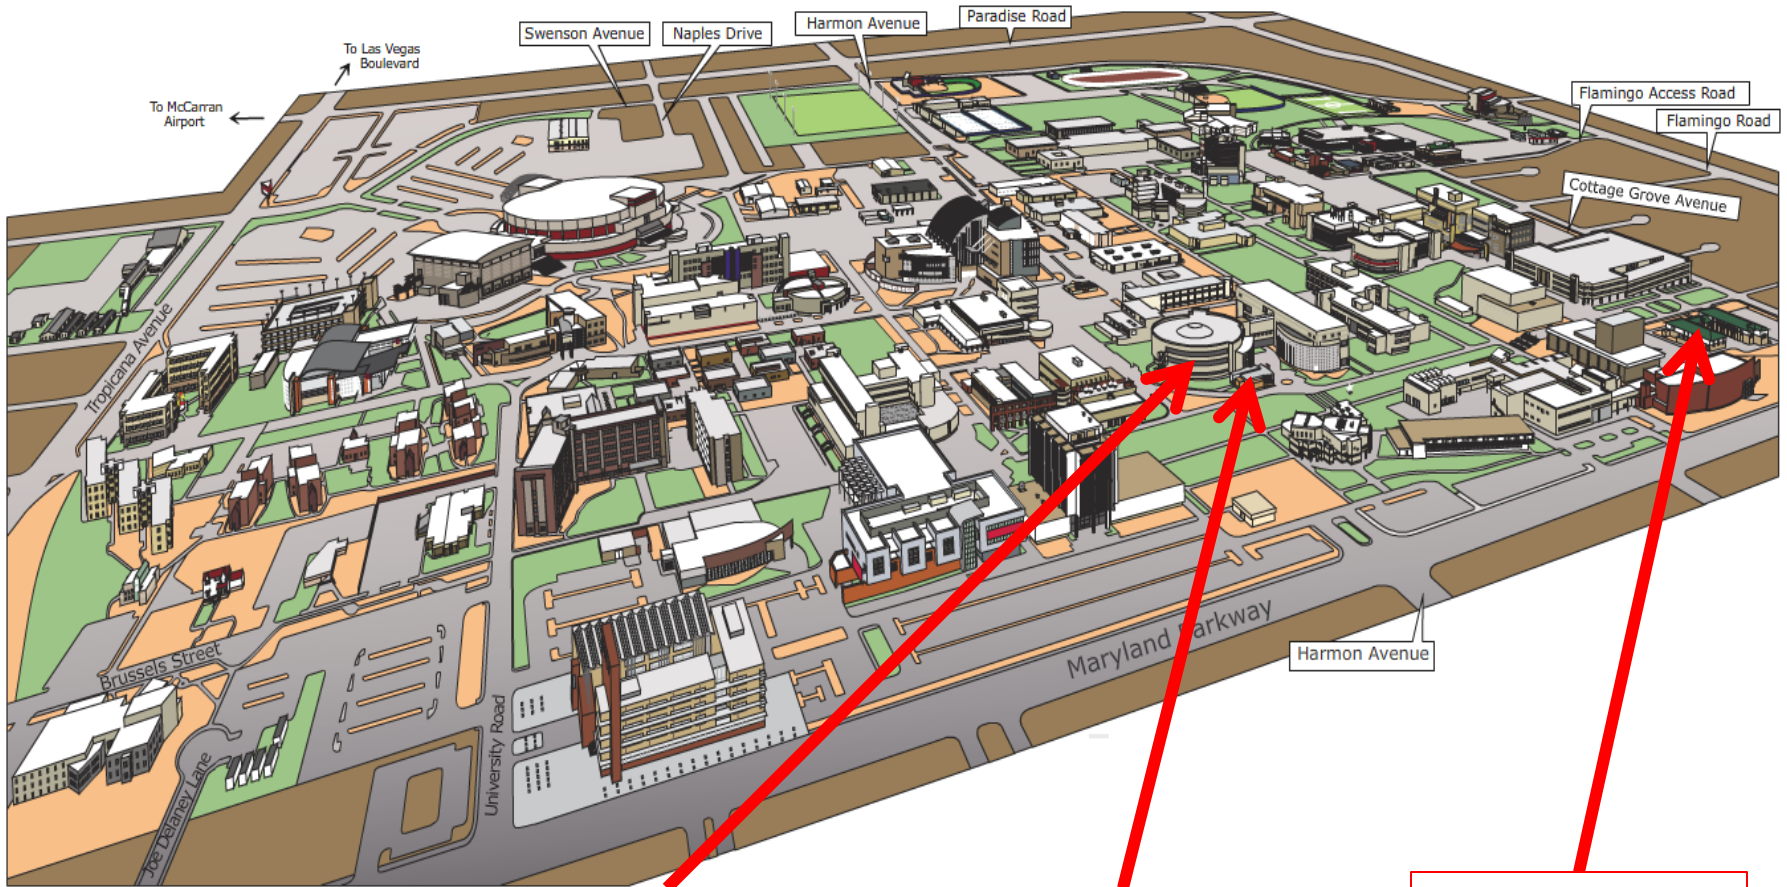 Paradise Road
Harmon Avenue
Swenson Avenue
Naples Drive
To Las Vegas
Boulevard
To McCarran
Airport
Flamingo Access Road
Flamingo Road
Cottage Grove Avenue
Tropicana Avenue
Maryland Parkway
Harmon Avenue
Brussels Street
University Road
Joe Delaney Lane